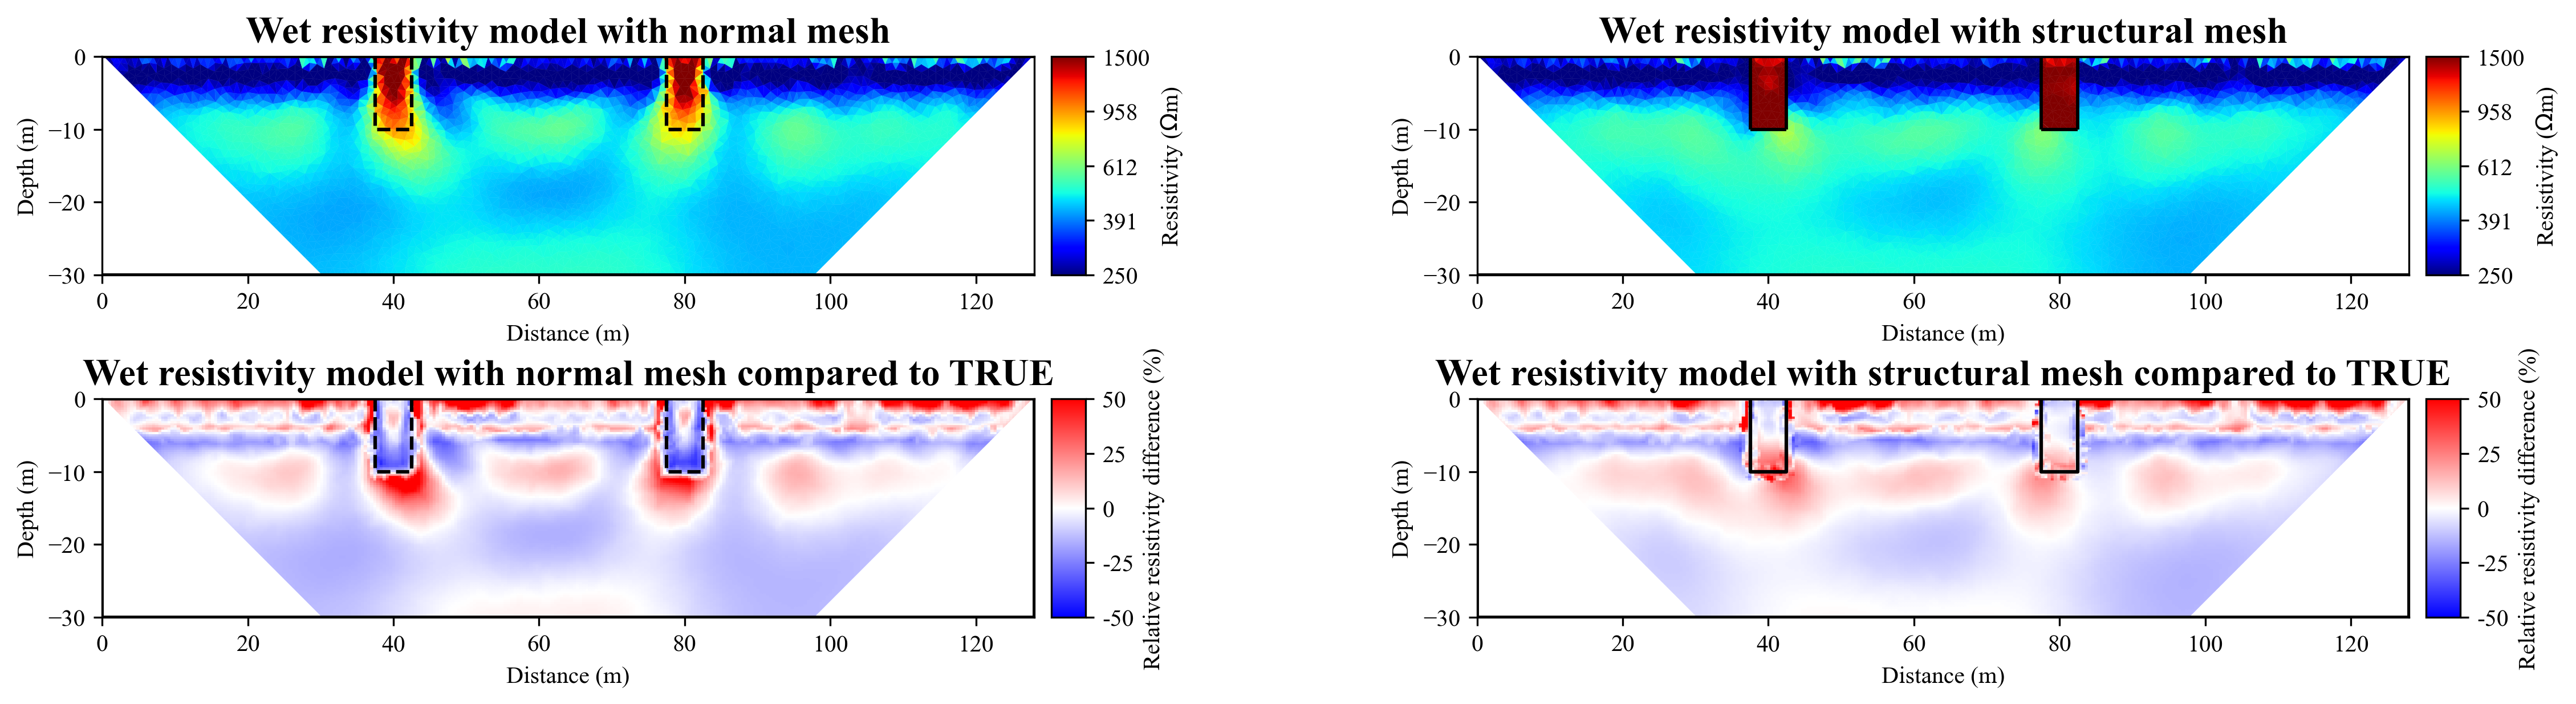 Wet resistivity model with normal mesh
0
−10
−20
−30
Depth (m)
0 20 40 60 80 100 120
Distance (m)
1500
958
612
391
250
Resistivity (Ωm)
Wet resistivity model with structural mesh
0
−10
−20
−30
Depth (m)
0 20 40 60 80 100 120
Distance (m)
1500
958
612
391
250
Resistivity (Ωm)
Wet resistivity model with normal mesh compared to TRUE
0
−10
−20
−30
Depth (m)
0 20 40 60 80 100 120
Distance (m)
50
25
0
-25
-50
Relative resistivity difference (%)
Wet resistivity model with structural mesh compared to TRUE
0
−10
−20
−30
Depth (m)
0 20 40 60 80 100 120
Distance (m)
50
25
0
-25
-50
Relative resistivity difference (%)